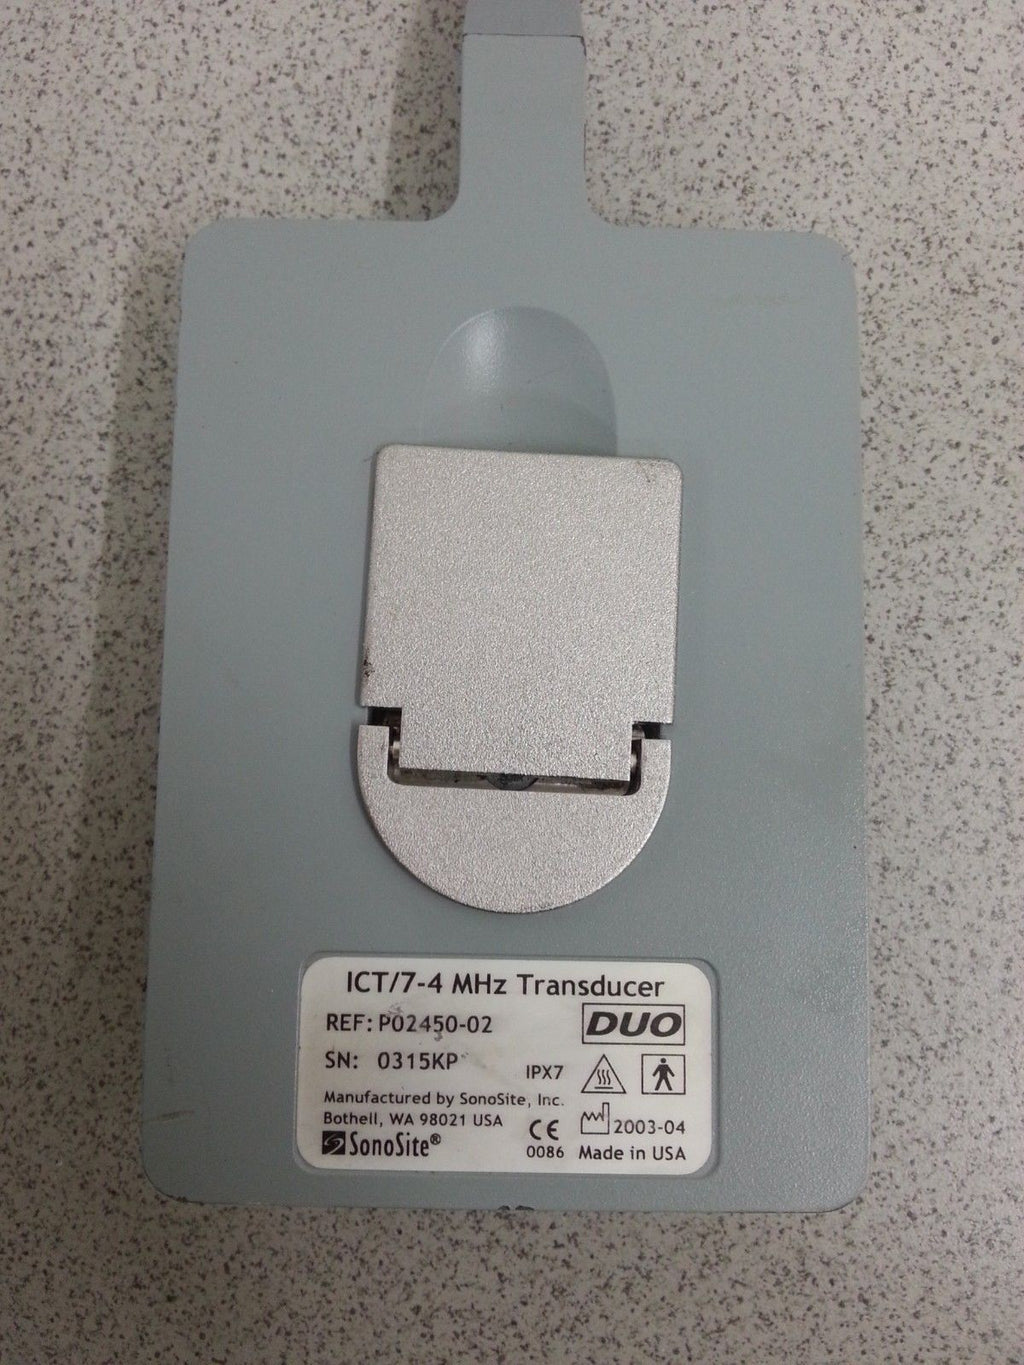 ICT/7-4 MHz Transducer
REF: P02450-02
DUO
SN: 0315KP
IPX7
Manufactured by SonoSite, Inc.
Bothell, WA 98021 USA
SonoSite®
CE
0086
2003-04
Made in USA